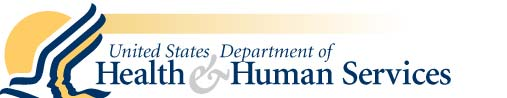 United States Department of
Health & Human Services